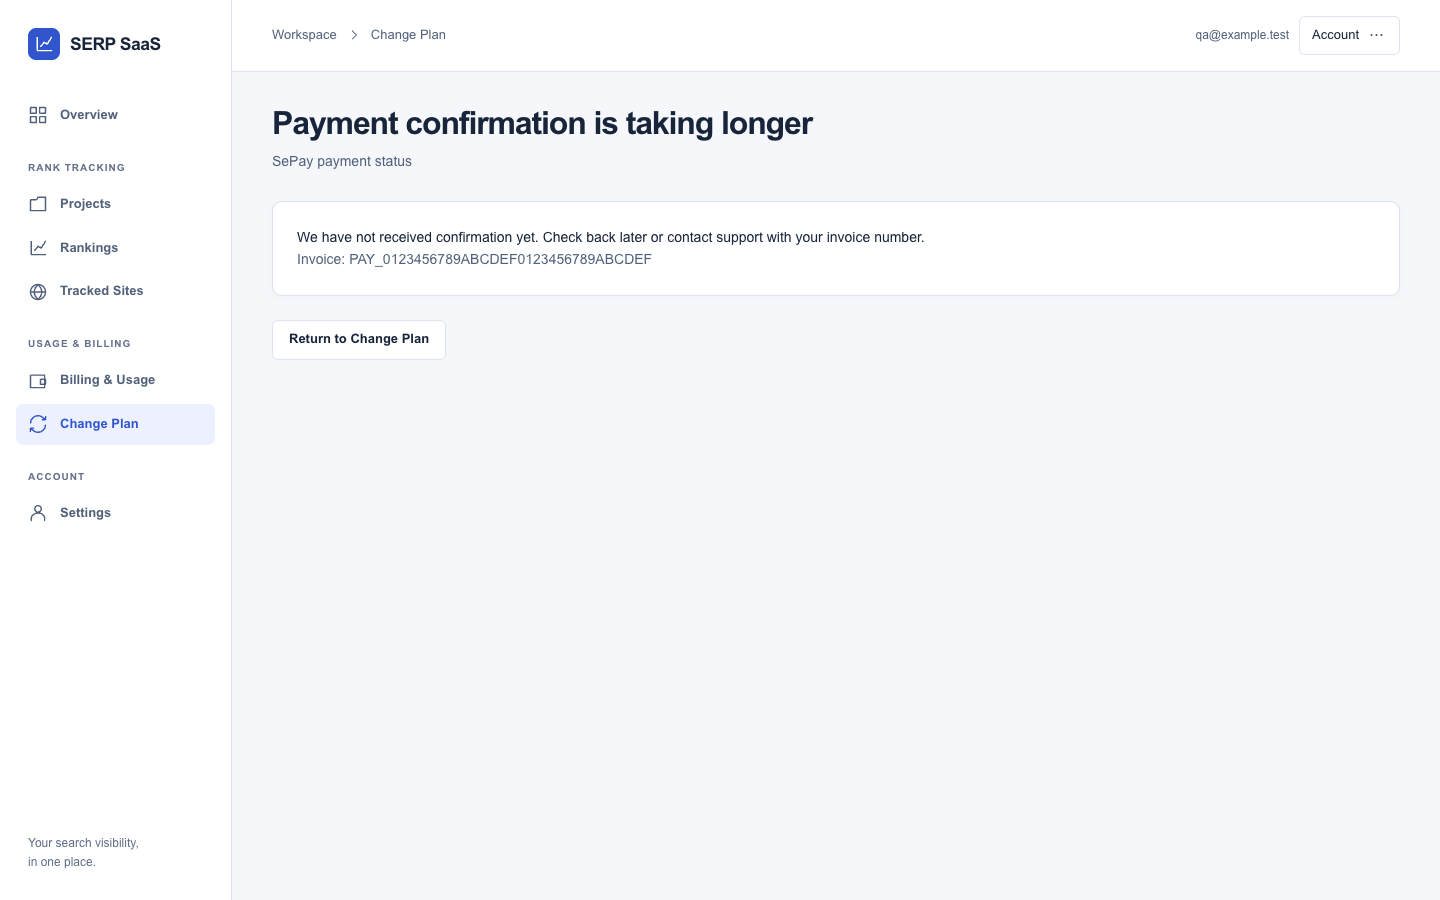 SERP SaaS
Overview
RANK TRACKING
Projects
Rankings
Tracked Sites
USAGE & BILLING
Billing & Usage
Change Plan
ACCOUNT
Settings
Your search visibility,
in one place.
Workspace > Change Plan
qa@example.test
Account ···
Payment confirmation is taking longer
SePay payment status
We have not received confirmation yet. Check back later or contact support with your invoice number.
Invoice: PAY_0123456789ABCDEF0123456789ABCDEF
Return to Change Plan